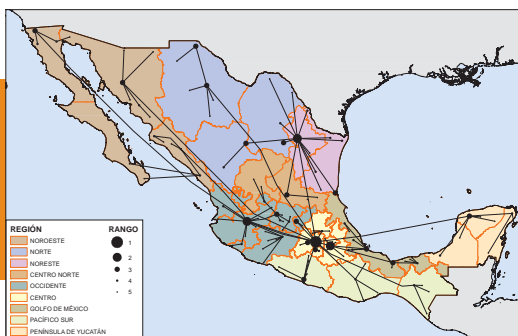 REGIÓN
NOROESTE
NORTE
NORESTE
CENTRO NORTE
OCCIDENTE
CENTRO
GOLFO DE MÉXICO
PACÍFICO SUR
PENÍNSULA DE YUCATÁN
RANGO
1
2
3
4
5